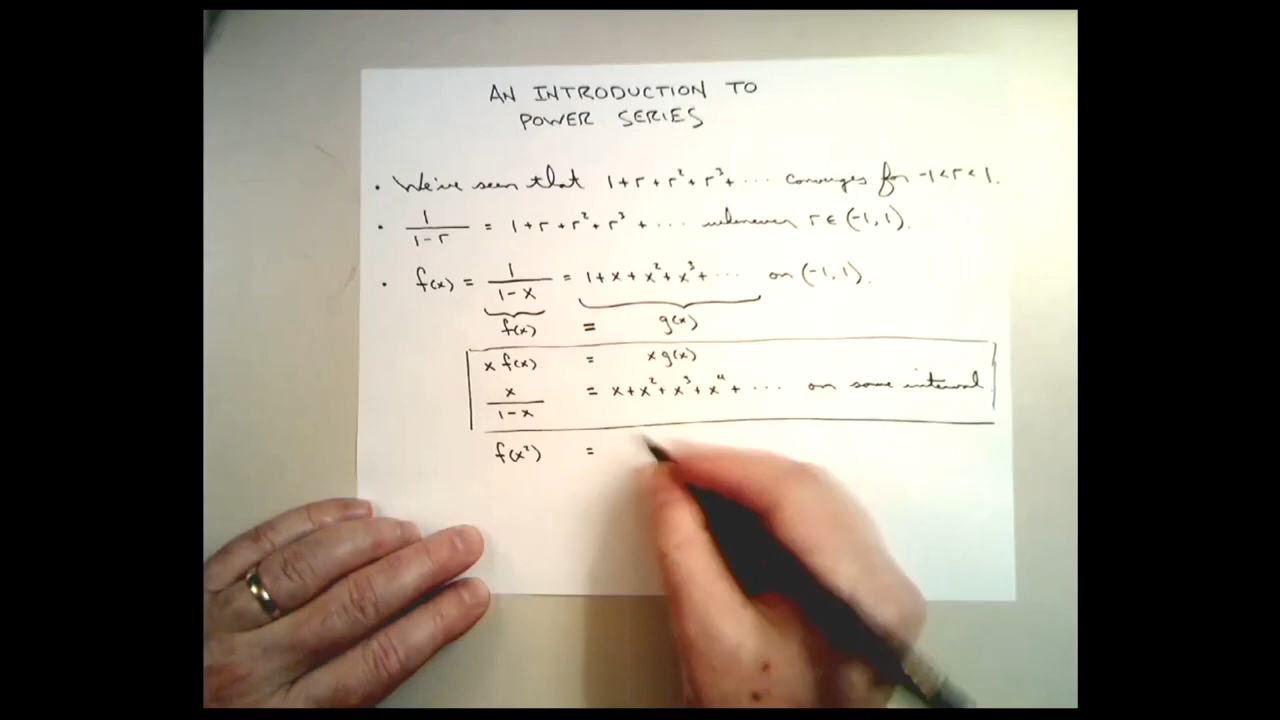 AN INTRODUCTION TO
POWER SERIES
• We've seen that 1 + r + r² + r³ + ··· converges for -1 < r < 1.
• 1/(1-r) = 1 + r + r² + r³ + ··· whenever r ∈ (-1, 1).
• f(x) = 1/(1-x) = 1 + x + x² + x³ + ··· on (-1, 1).
f(x) = g(x)
x f(x) = x g(x)
x/(1-x) = x + x² + x³ + x⁴ + ··· on some interval.
f(x²) =